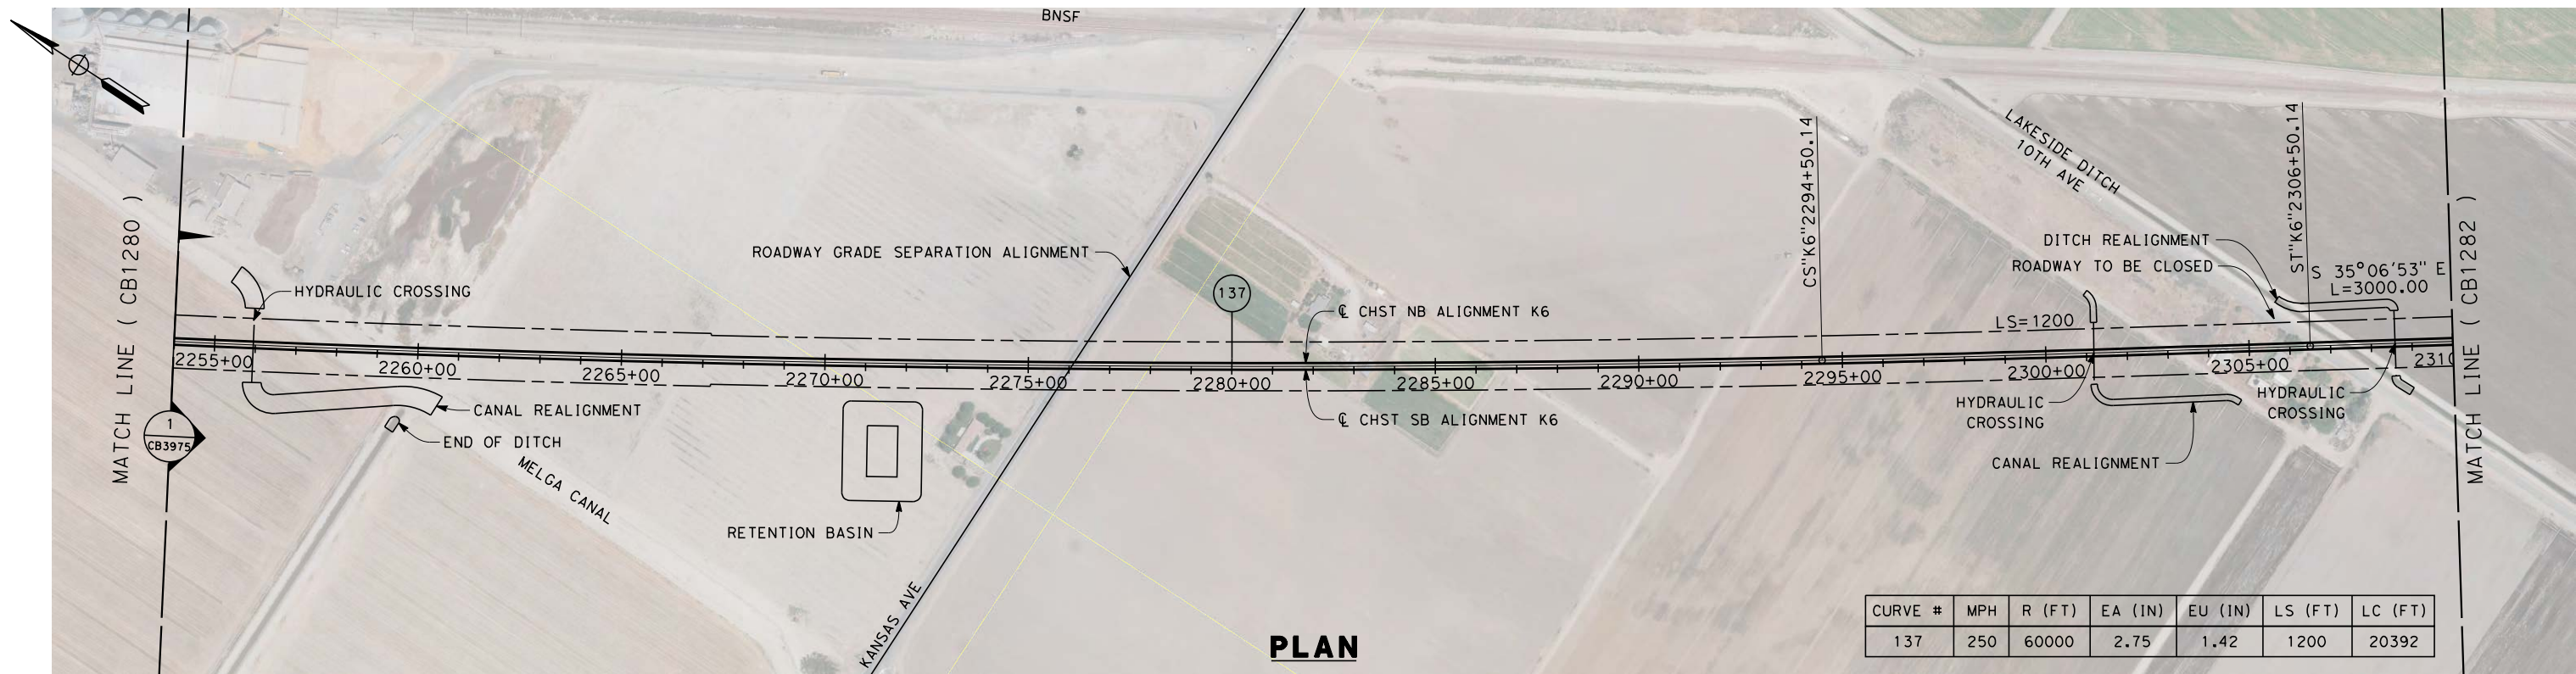 BNSF
MATCH LINE ( CB1280 )
1
CB3975
HYDRAULIC CROSSING
CANAL REALIGNMENT
END OF DITCH
MELGA CANAL
ROADWAY GRADE SEPARATION ALIGNMENT
RETENTION BASIN
KANSAS AVE
137
℄ CHST NB ALIGNMENT K6
℄ CHST SB ALIGNMENT K6
2255+00
2260+00
2265+00
2270+00
2275+00
2280+00
2285+00
2290+00
2295+00
2300+00
2305+00
2310
CS"K6"2294+50.14
LS=1200
LAKESIDE DITCH
10TH AVE
DITCH REALIGNMENT
ROADWAY TO BE CLOSED
ST"K6"2306+50.14
S 35°06'53" E
L=3000.00
HYDRAULIC
CROSSING
CANAL REALIGNMENT
HYDRAULIC
CROSSING
MATCH LINE ( CB1282 )
CURVE # MPH R (FT) EA (IN) EU (IN) LS (FT) LC (FT)
137 250 60000 2.75 1.42 1200 20392
PLAN